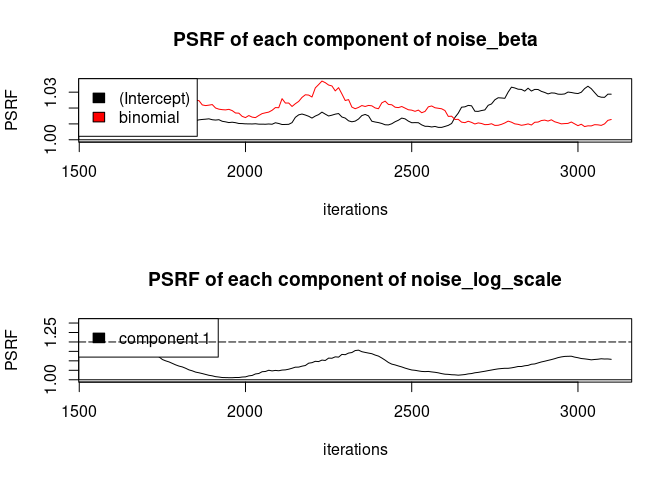 PSRF of each component of noise_beta
PSRF
1.03
1.00
(Intercept)
binomial
1500 2000 2500 3000
iterations
PSRF of each component of noise_log_scale
PSRF
1.25
1.00
component 1
1500 2000 2500 3000
iterations